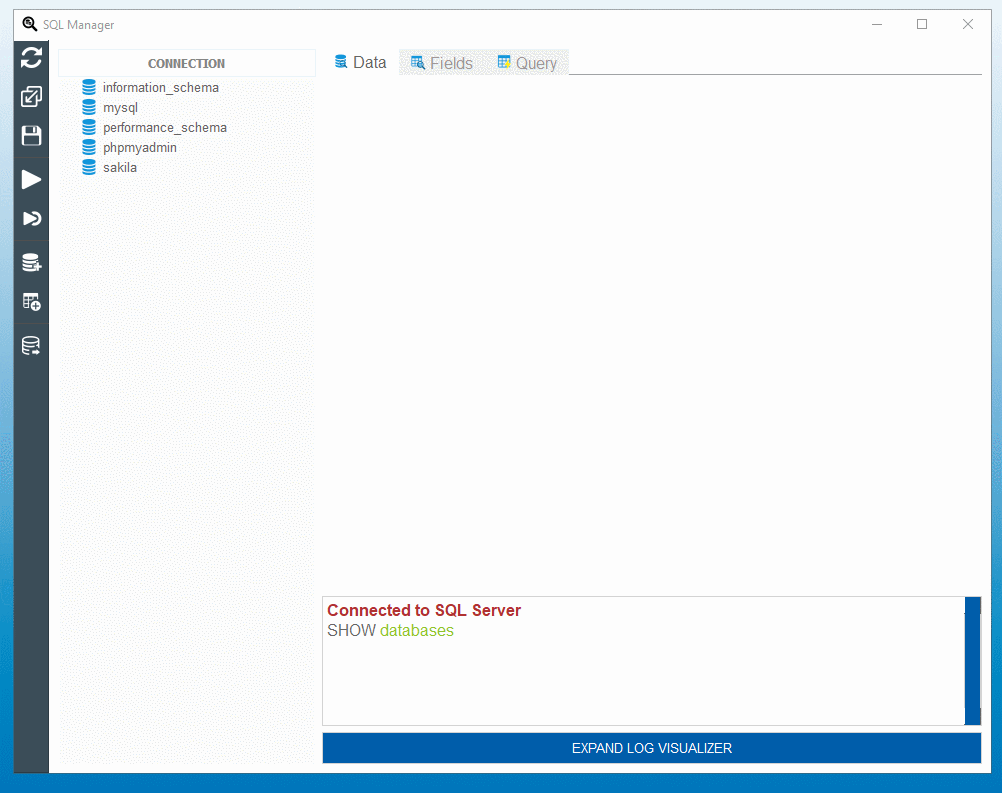 SQL Manager
CONNECTION
information_schema
mysql
performance_schema
phpmyadmin
sakila
Data Fields Query
Connected to SQL Server
SHOW databases
EXPAND LOG VISUALIZER